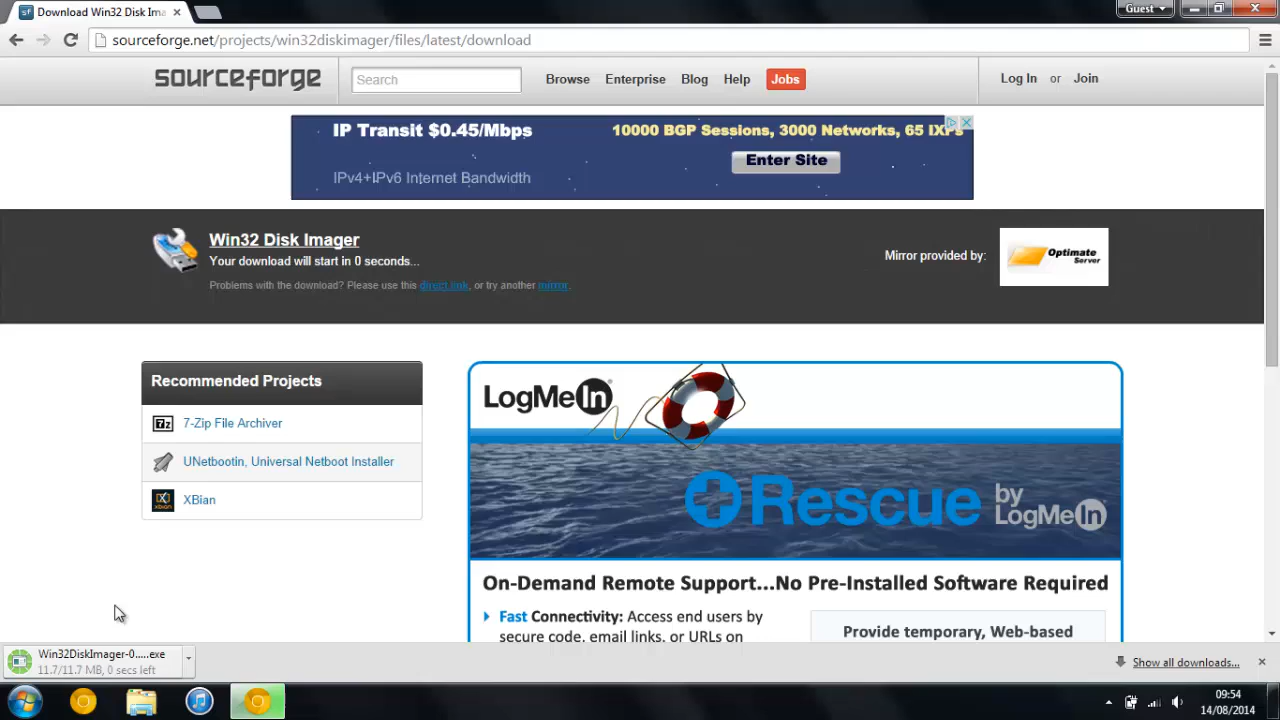 Download Win32 Disk Ima
Guest
sourceforge.net/projects/win32diskimager/files/latest/download
sourceforge
Search
Browse
Enterprise
Blog
Help
Jobs
Log In or Join
IP Transit $0.45/Mbps
10000 BGP Sessions, 3000 Networks, 65 IXPs
Enter Site
IPv4+IPv6 Internet Bandwidth
Win32 Disk Imager
Your download will start in 0 seconds...
Problems with the download? Please use this direct link, or try another mirror.
Mirror provided by:
Optimate
Server
Recommended Projects
7-Zip File Archiver
UNetbootin, Universal Netboot Installer
XBian
LogMeIn
Rescue by LogMeIn
On-Demand Remote Support...No Pre-Installed Software Required
Fast Connectivity: Access end users by
secure code, email links, or URLs on
Provide temporary, Web-based
Win32DiskImager-0.....exe
11.7/11.7 MB, 0 secs left
Show all downloads...
09:54
14/08/2014